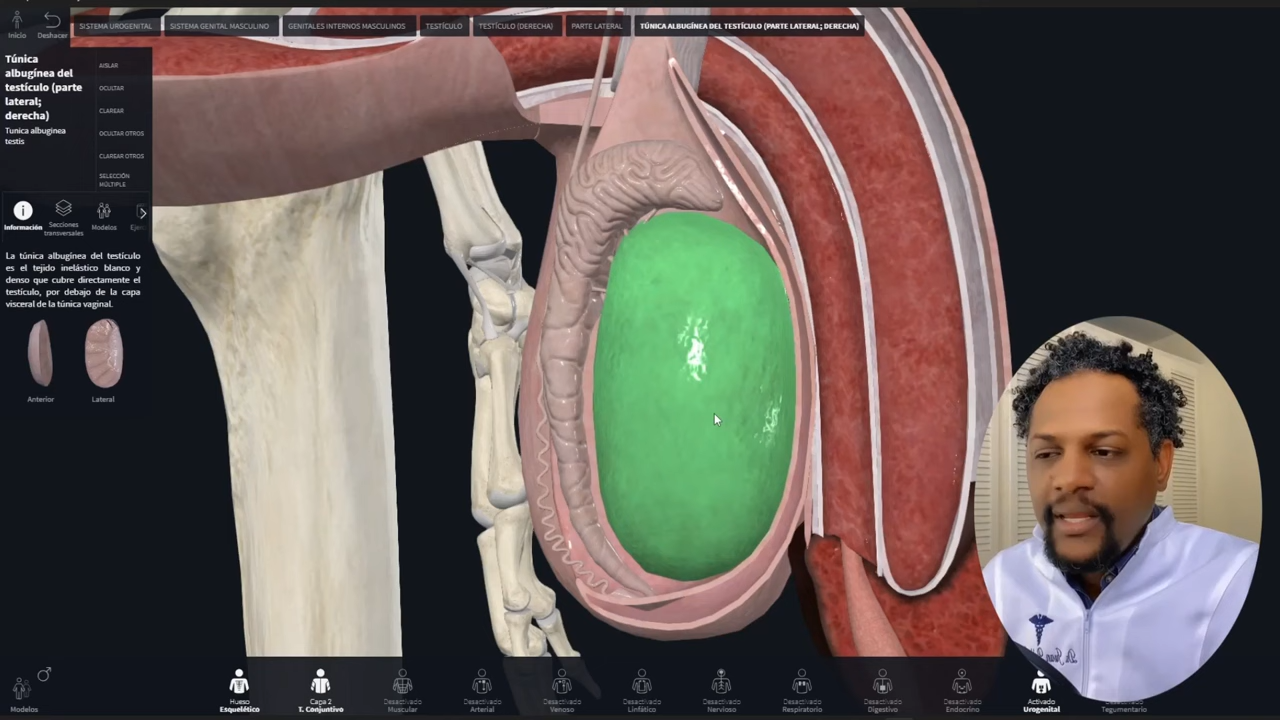 Inicio
Deshacer
SISTEMA UROGENITAL
SISTEMA GENITAL MASCULINO
GENITALES INTERNOS MASCULINOS
TESTÍCULO
TESTÍCULO (DERECHA)
PARTE LATERAL
TÚNICA ALBUGÍNEA DEL TESTÍCULO (PARTE LATERAL; DERECHA)
Túnica
albugínea del
testículo (parte
lateral;
derecha)
Tunica albuginea
testis
AISLAR
OCULTAR
CLAREAR
OCULTAR OTROS
CLAREAR OTROS
SELECCIÓN
MÚLTIPLE
Información
Secciones
transversales
Modelos
La túnica albugínea del testículo
es el tejido inelástico blanco y
denso que cubre directamente el
testículo, por debajo de la capa
visceral de la túnica vaginal.
Anterior
Lateral
Modelos
Hueso
Esquelético
Capa 2
T. Conjuntivo
Desactivado
Muscular
Desactivado
Arterial
Desactivado
Venoso
Desactivado
Linfático
Desactivado
Nervioso
Desactivado
Respiratorio
Desactivado
Digestivo
Desactivado
Endocrino
Activado
Urogenital
Desactivado
Tegumentario